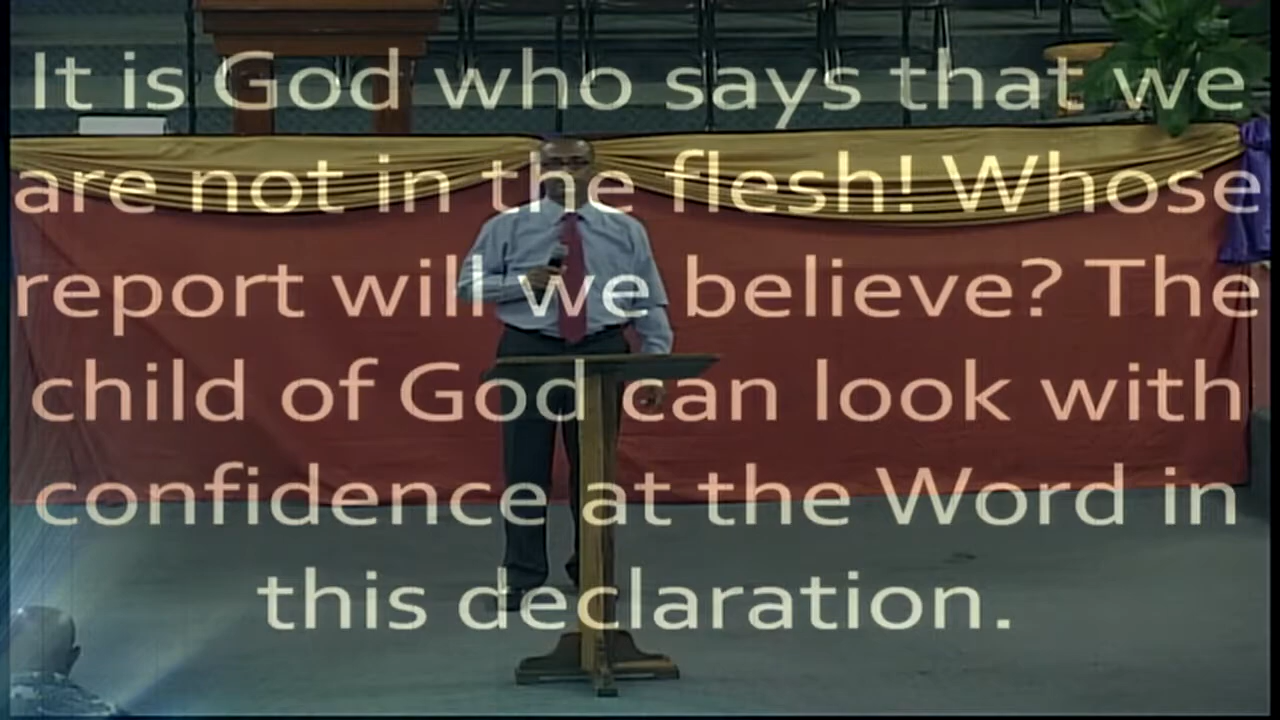 It is God who says that we
are not in the flesh! Whose
report will we believe? The
child of God can look with
confidence at the Word in
this declaration.